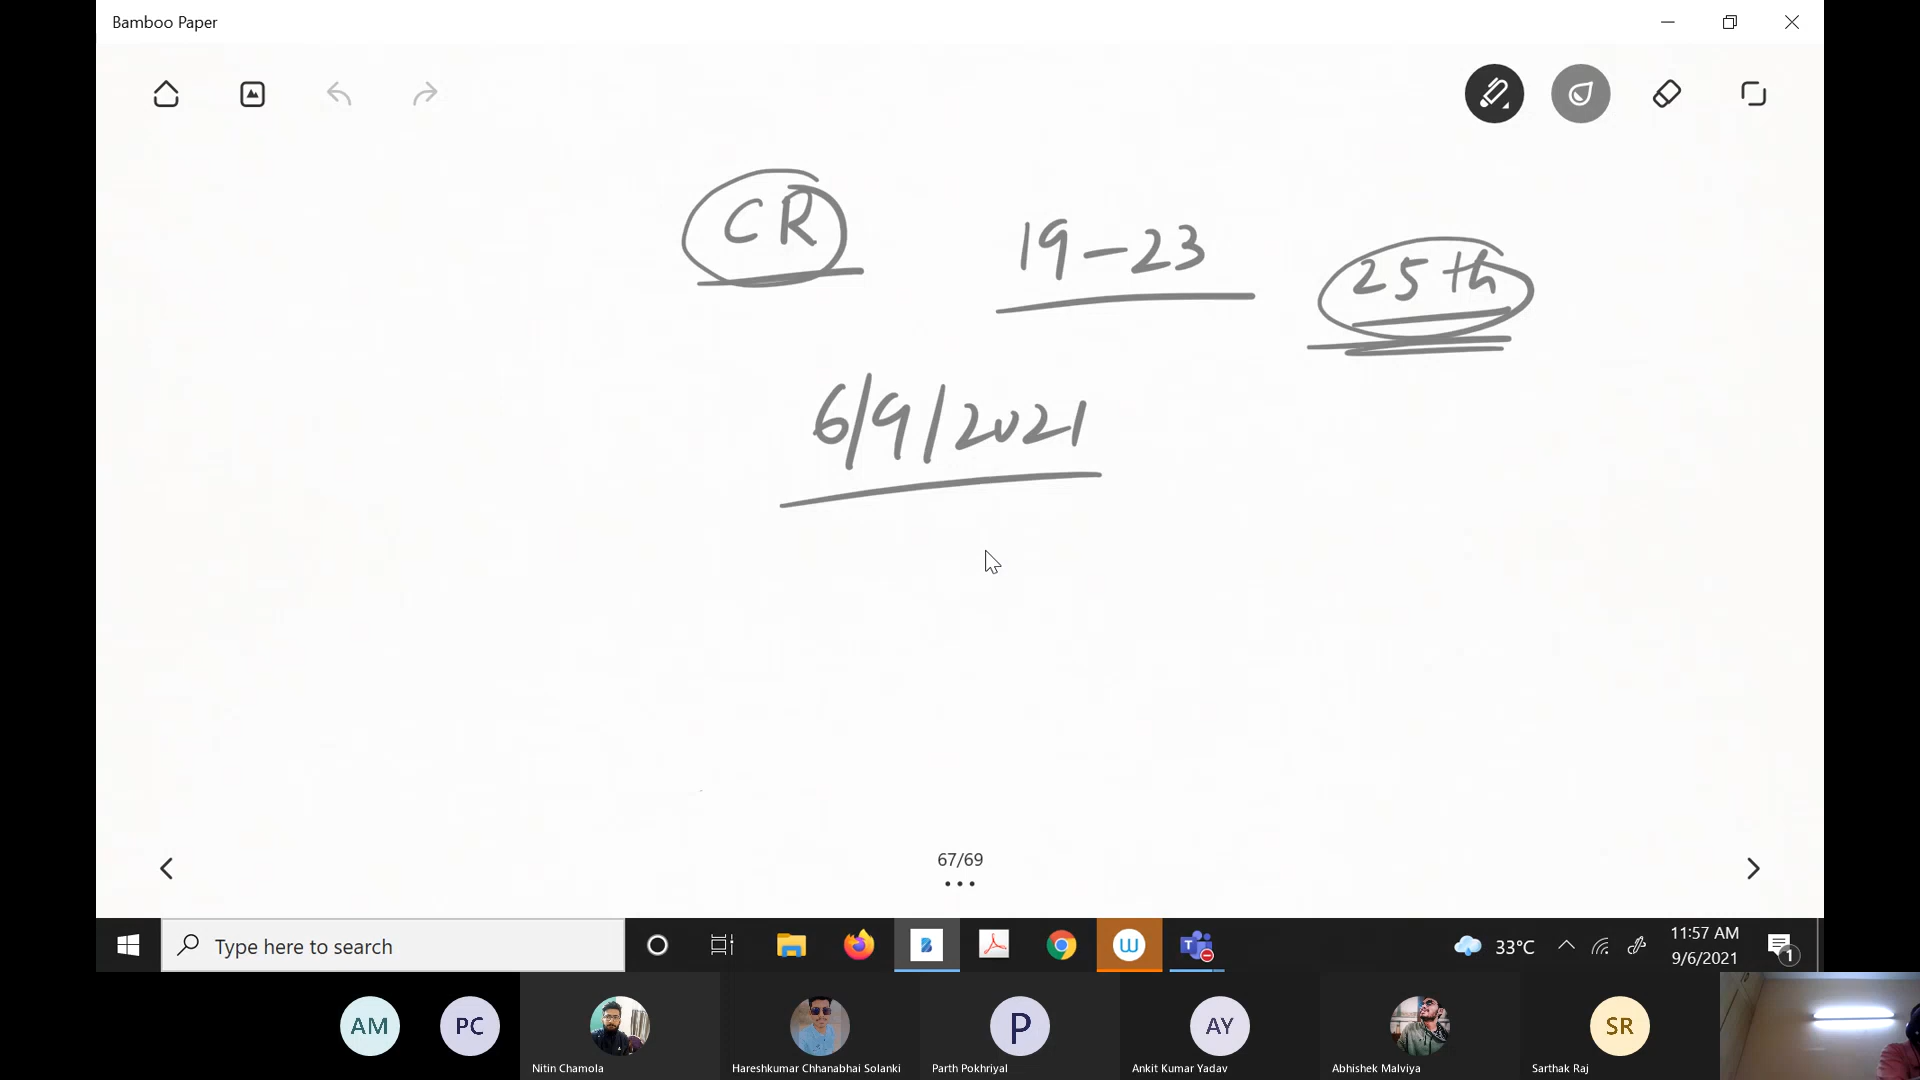 Bamboo Paper
CR
19-23
25th
6/9/2021
67/69
Type here to search
33°C
11:57 AM
9/6/2021
1
AM
PC
P
AY
SR
Nitin Chamola
Hareshkumar Chhanabhai Solanki
Parth Pokhriyal
Ankit Kumar Yadav
Abhishek Malviya
Sarthak Raj